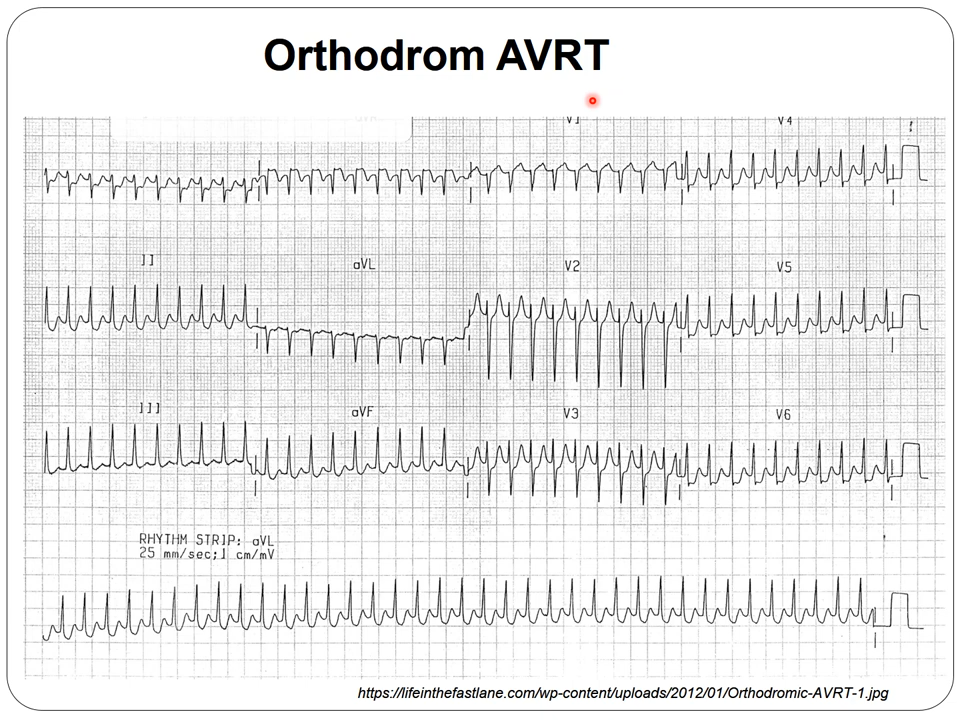 Orthodrom AVRT
V1
V4
II
aVL
V2
V5
III
aVF
V3
V6
RHYTHM STRIP: aVL
25 mm/sec;1 cm/mV
https://lifeinthefastlane.com/wp-content/uploads/2012/01/Orthodromic-AVRT-1.jpg